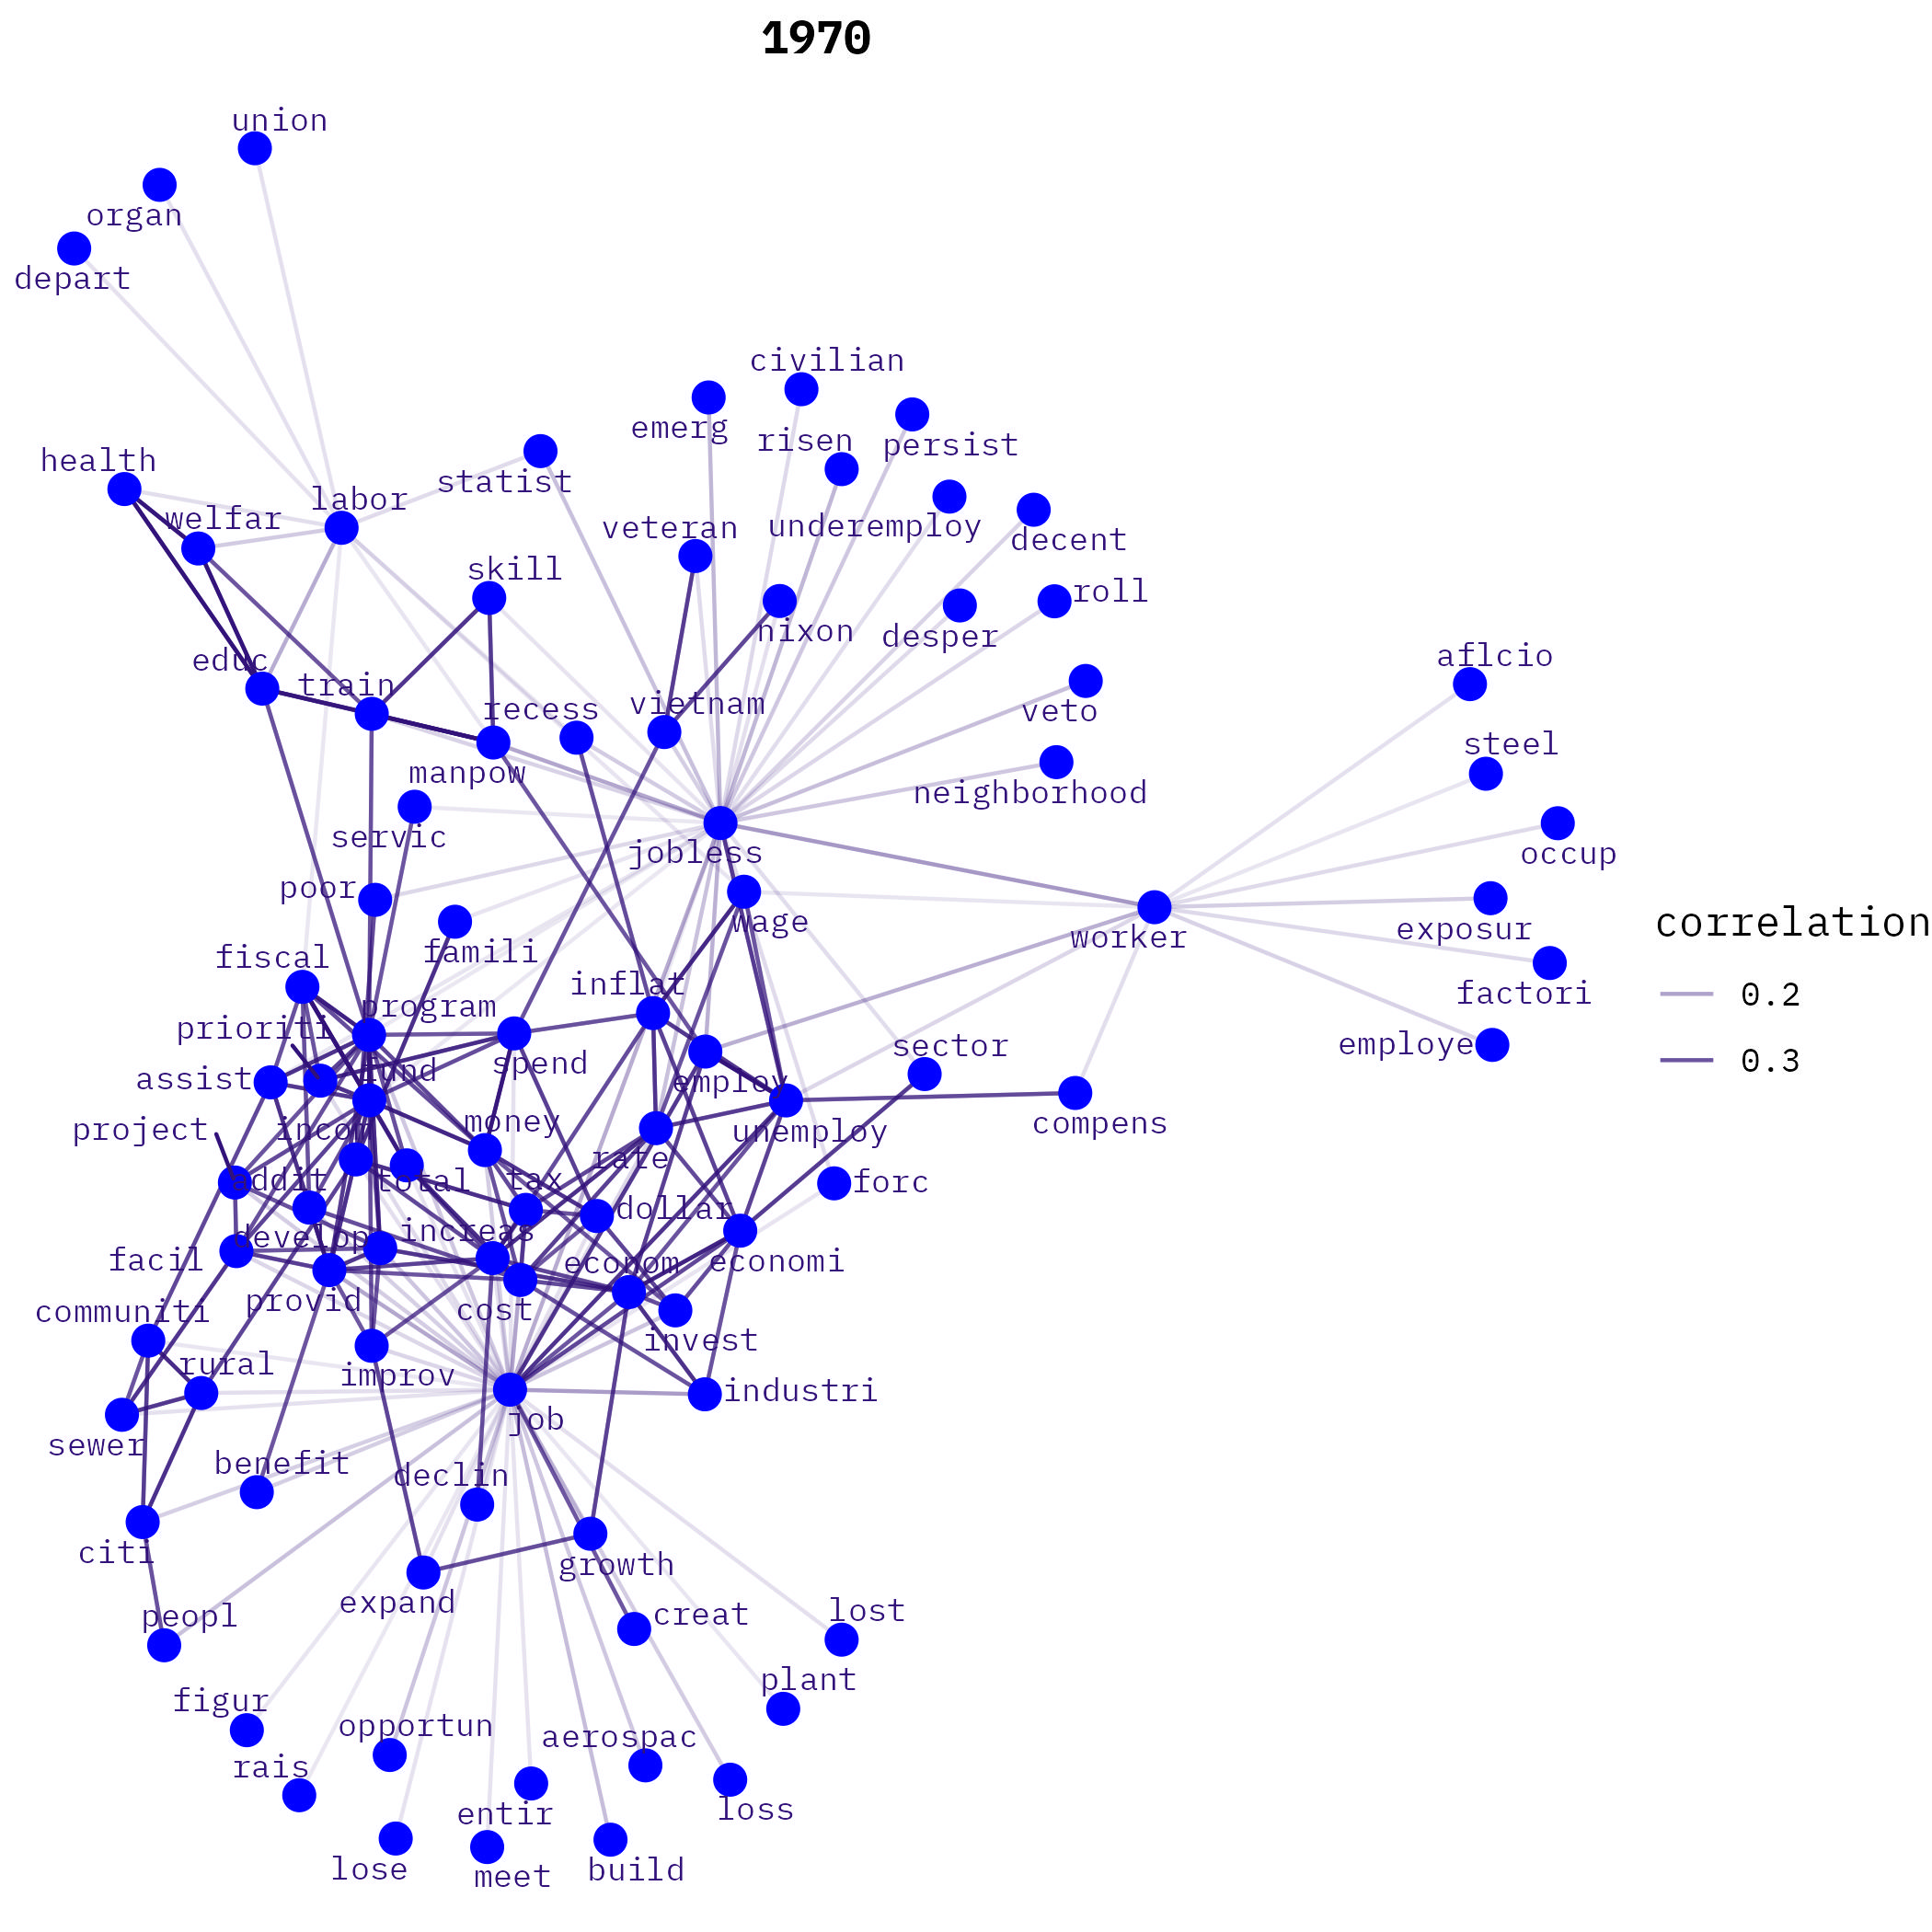 1970
union
organ
depart
civilian
emerg
risen
persist
health
labor
statist
welfar
veteran
underemploy
decent
skill
roll
nixon
desper
educ
train
aflcio
recess
vietnam
veto
steel
manpow
neighborhood
servic
jobless
occup
poor
wage
famili
worker
exposur
correlation
fiscal
inflat
factori
0.2
program
prioriti
sector
employe
spend
0.3
assist
fund
employ
project
incom
money
unemploy
compens
rate
addit
total
tax
forc
dollar
develop
increas
facil
econom
economi
communiti
provid
cost
invest
rural
improv
industri
job
sewer
benefit
declin
citi
growth
expand
peopl
creat
lost
plant
figur
opportun
aerospac
rais
entir
loss
lose
meet
build